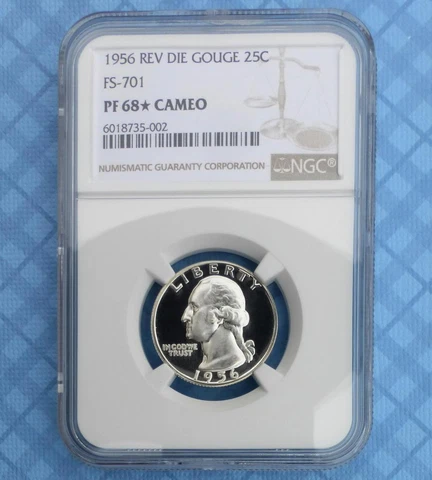 1956 REV DIE GOUGE 25C
FS-701
PF 68★ CAMEO
6018735-002
NUMISMATIC GUARANTY CORPORATION NGC®
LIBERTY
IN GOD WE
TRUST
1956